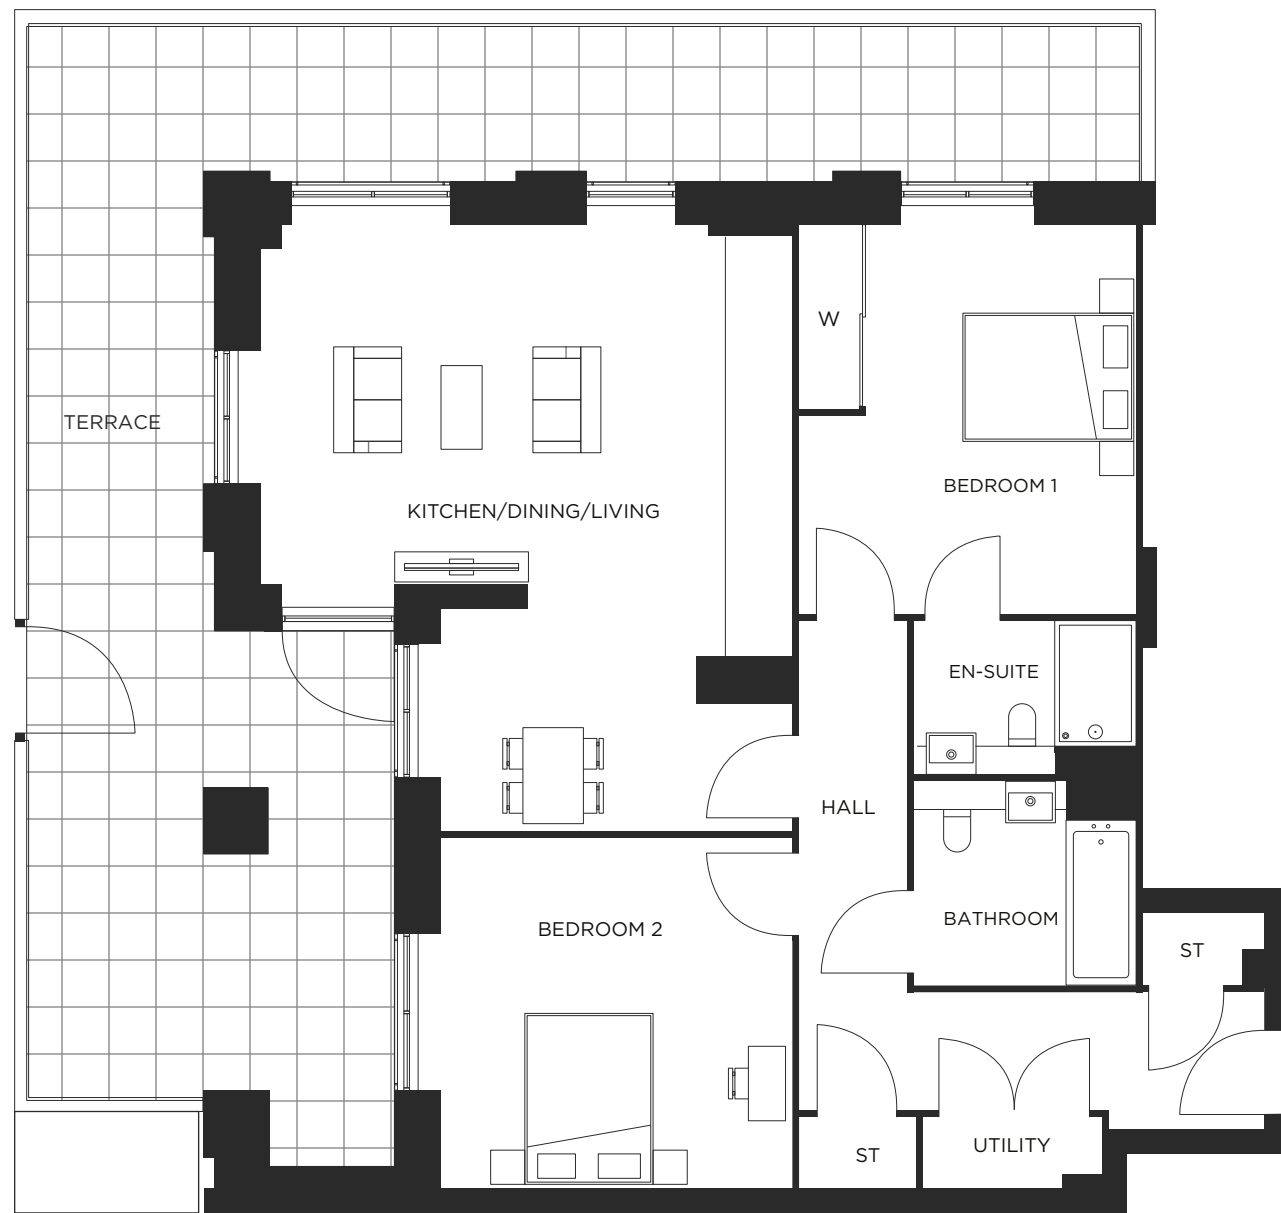 W
TERRACE
BEDROOM 1
KITCHEN/DINING/LIVING
EN-SUITE
HALL
BATHROOM
BEDROOM 2
ST
UTILITY
ST